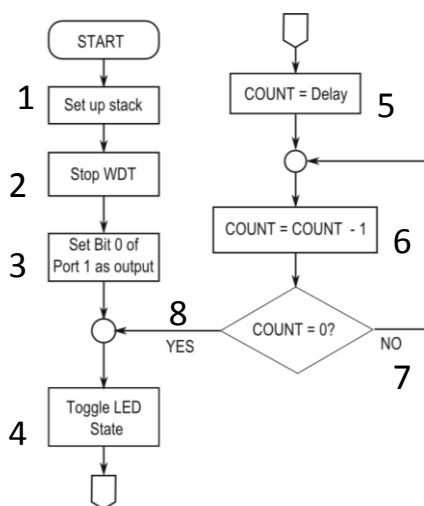 START
1
Set up stack
2
Stop WDT
3
Set Bit 0 of
Port 1 as output
4
Toggle LED
State
5
COUNT = Delay
6
COUNT = COUNT - 1
COUNT = 0?
8
YES
NO
7